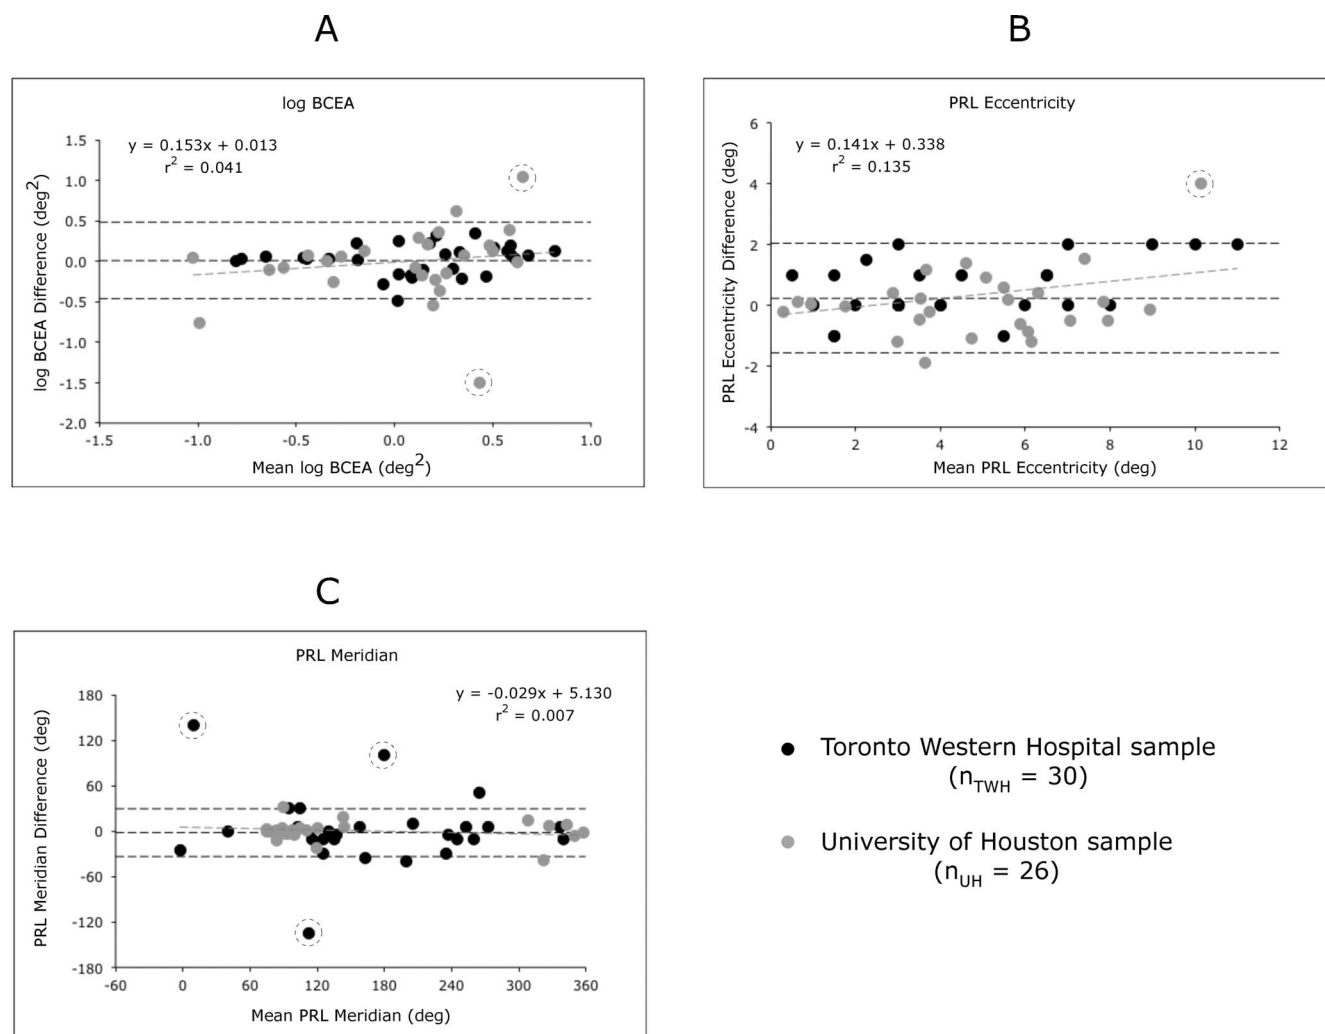 A
log BCEA
y = 0.153x + 0.013
r² = 0.041
log BCEA Difference (deg²)
1.5
1.0
0.5
0.0
-0.5
-1.0
-1.5
-2.0
-1.5
-1.0
-0.5
0.0
0.5
1.0
Mean log BCEA (deg²)
B
PRL Eccentricity
y = 0.141x + 0.338
r² = 0.135
PRL Eccentricity Difference (deg)
6
4
2
0
-2
-4
0
2
4
6
8
10
12
Mean PRL Eccentricity (deg)
C
PRL Meridian
y = -0.029x + 5.130
r² = 0.007
PRL Meridian Difference (deg)
180
120
60
0
-60
-120
-180
-60
0
60
120
180
240
300
360
Mean PRL Meridian (deg)
Toronto Western Hospital sample
(nTWH = 30)
University of Houston sample
(nUH = 26)